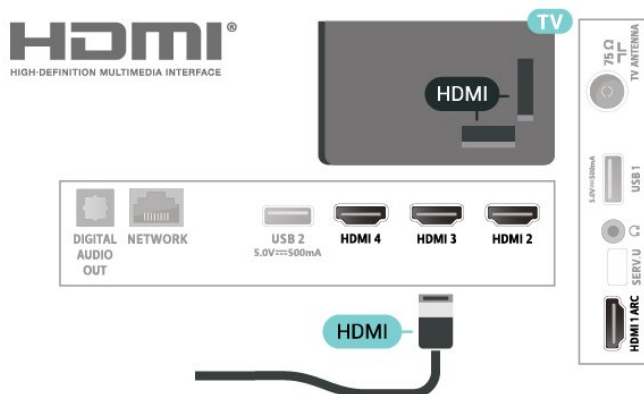 HDMI®
HIGH-DEFINITION MULTIMEDIA INTERFACE
TV
HDMI
DIGITAL
AUDIO
OUT
NETWORK
USB 2
5.0V⎓500mA
HDMI 4
HDMI 3
HDMI 2
HDMI
75 Ω
TV ANTENNA
5.0V⎓500mA
USB 1
SERV.U
HDMI 1 ARC